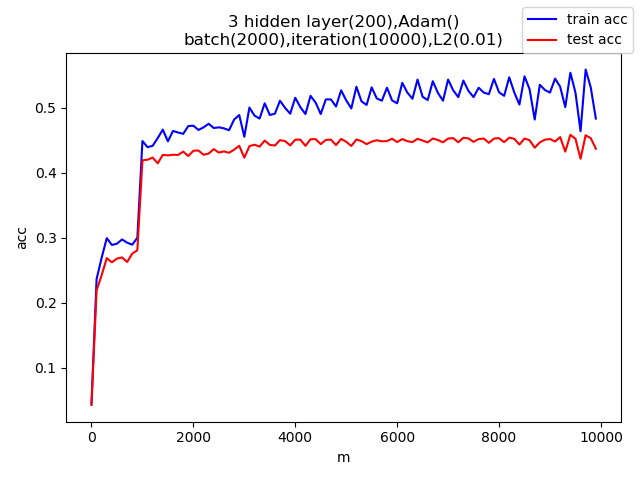 3 hidden layer(200),Adam()
batch(2000),iteration(10000),L2(0.01)
train acc
test acc
acc
0.5
0.4
0.3
0.2
0.1
0
2000
4000
6000
8000
10000
m